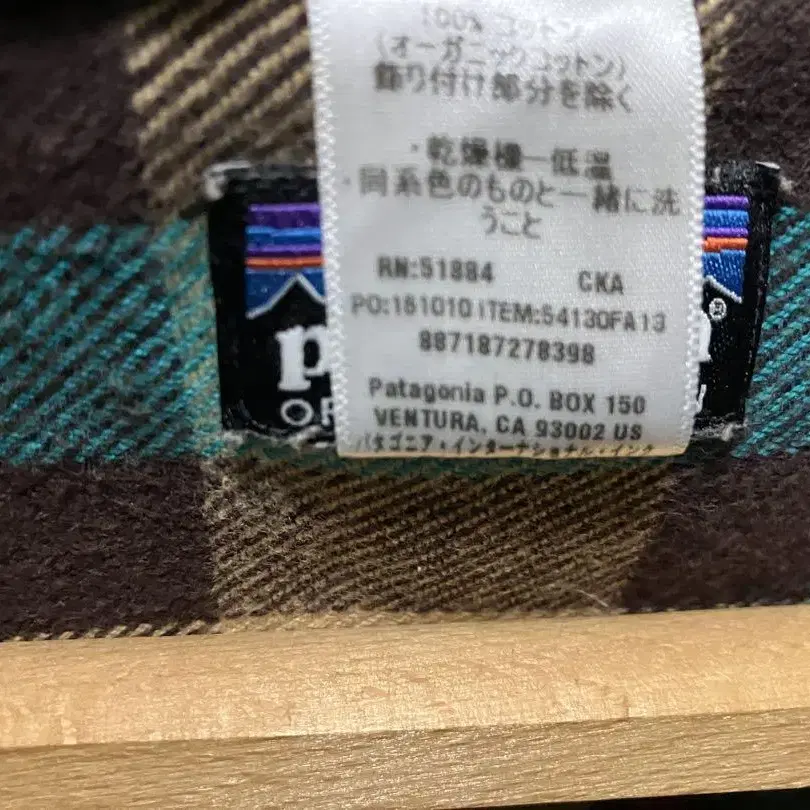 100% コットン
(オーガニックコットン)
飾り付け部分を除く
・乾燥機一低温
・同系色のものと一緒に洗
うこと
RN:51884 CKA
PO:161010 ITEM:54130FA13
887187278398
Patagonia P.O. BOX 150
VENTURA, CA 93002 US
パタゴニア・インターナショナル・インク
p
®
OR